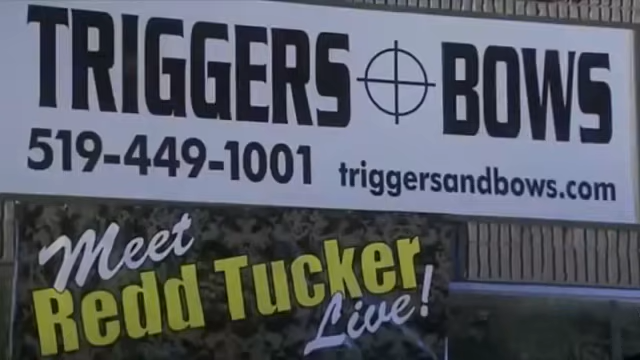 TRIGGERS BOWS
519-449-1001 triggersandbows.com
Meet
Redd Tucker
Live!